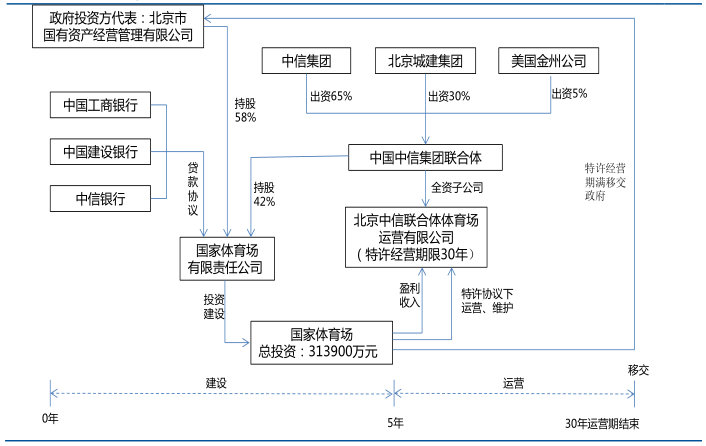 政府投资方代表：北京市
国有资产经营管理有限公司
中信集团
北京城建集团
美国金州公司
出资65%
出资30%
出资5%
持股
58%
中国工商银行
中国建设银行
中信银行
贷
款
协
议
中国中信集团联合体
持股
42%
全资子公司
特许经营
期满移交
政府
北京中信联合体体育场
运营有限公司
（特许经营期限30年）
国家体育场
有限责任公司
投资
建设
盈利
收入
特许协议下
运营、维护
国家体育场
总投资：313900万元
移交
建设
运营
0年
5年
30年运营期结束